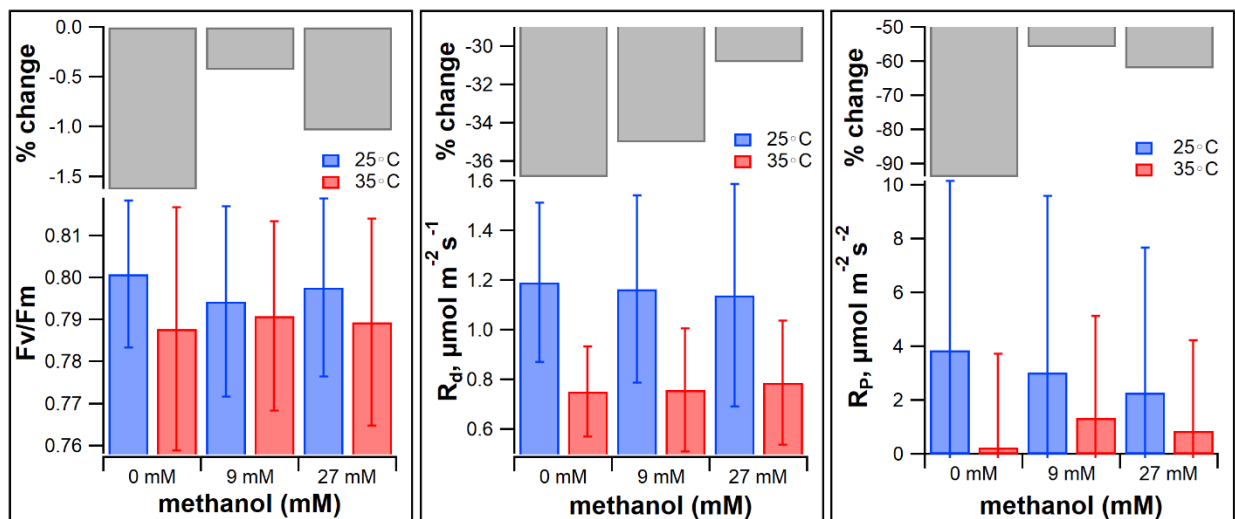 0.0
-0.5
-1.0
-1.5
% change
25°C
35°C
0.81
0.80
0.79
0.78
0.77
0.76
Fv/Fm
0 mM 9 mM 27 mM
methanol (mM)
-30
-32
-34
-36
% change
25°C
35°C
1.6
1.4
1.2
1.0
0.8
0.6
Rd, µmol m-2 s-1
0 mM 9 mM 27 mM
methanol (mM)
-50
-60
-70
-80
-90
% change
25°C
35°C
10
8
6
4
2
0
RP, µmol m-2 s-2
0 mM 9 mM 27 mM
methanol (mM)